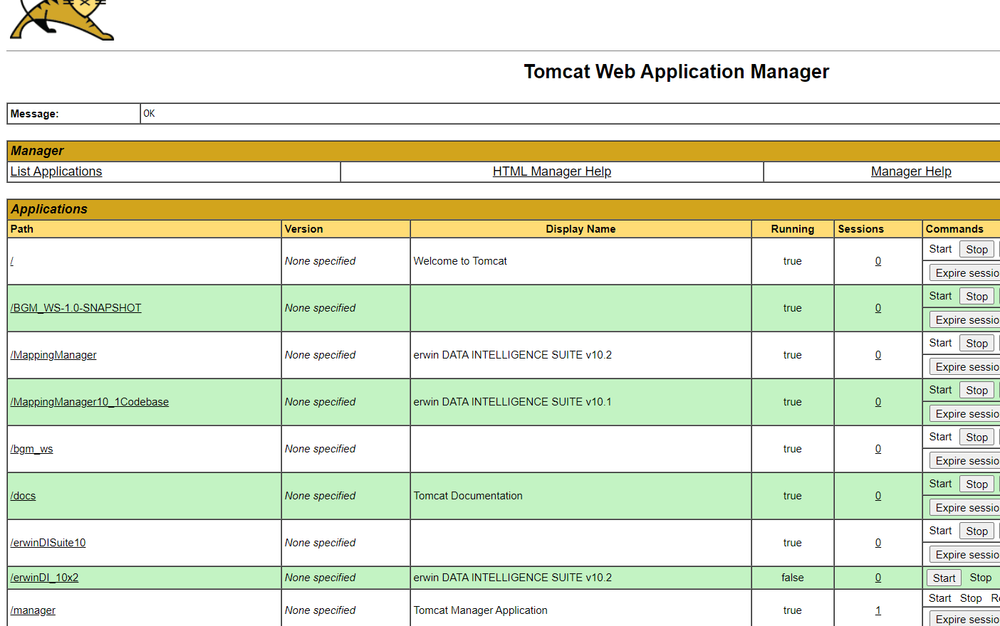 Tomcat Web Application Manager
Message: OK
Manager
List Applications HTML Manager Help Manager Help
Applications
Path Version Display Name Running Sessions Commands
/ None specified Welcome to Tomcat true 0 Start Stop
Expire sessio
/BGM_WS-1.0-SNAPSHOT None specified true 0 Start Stop
Expire sessio
/MappingManager None specified erwin DATA INTELLIGENCE SUITE v10.2 true 0 Start Stop
Expire sessio
/MappingManager10_1Codebase None specified erwin DATA INTELLIGENCE SUITE v10.1 true 0 Start Stop
Expire sessio
/bgm_ws None specified true 0 Start Stop
Expire sessio
/docs None specified Tomcat Documentation true 0 Start Stop
Expire sessio
/erwinDISuite10 None specified true 0 Start Stop
Expire sessio
/erwinDI_10x2 None specified erwin DATA INTELLIGENCE SUITE v10.2 false 0 Start Stop
/manager None specified Tomcat Manager Application true 1 Start Stop Re
Expire sessio